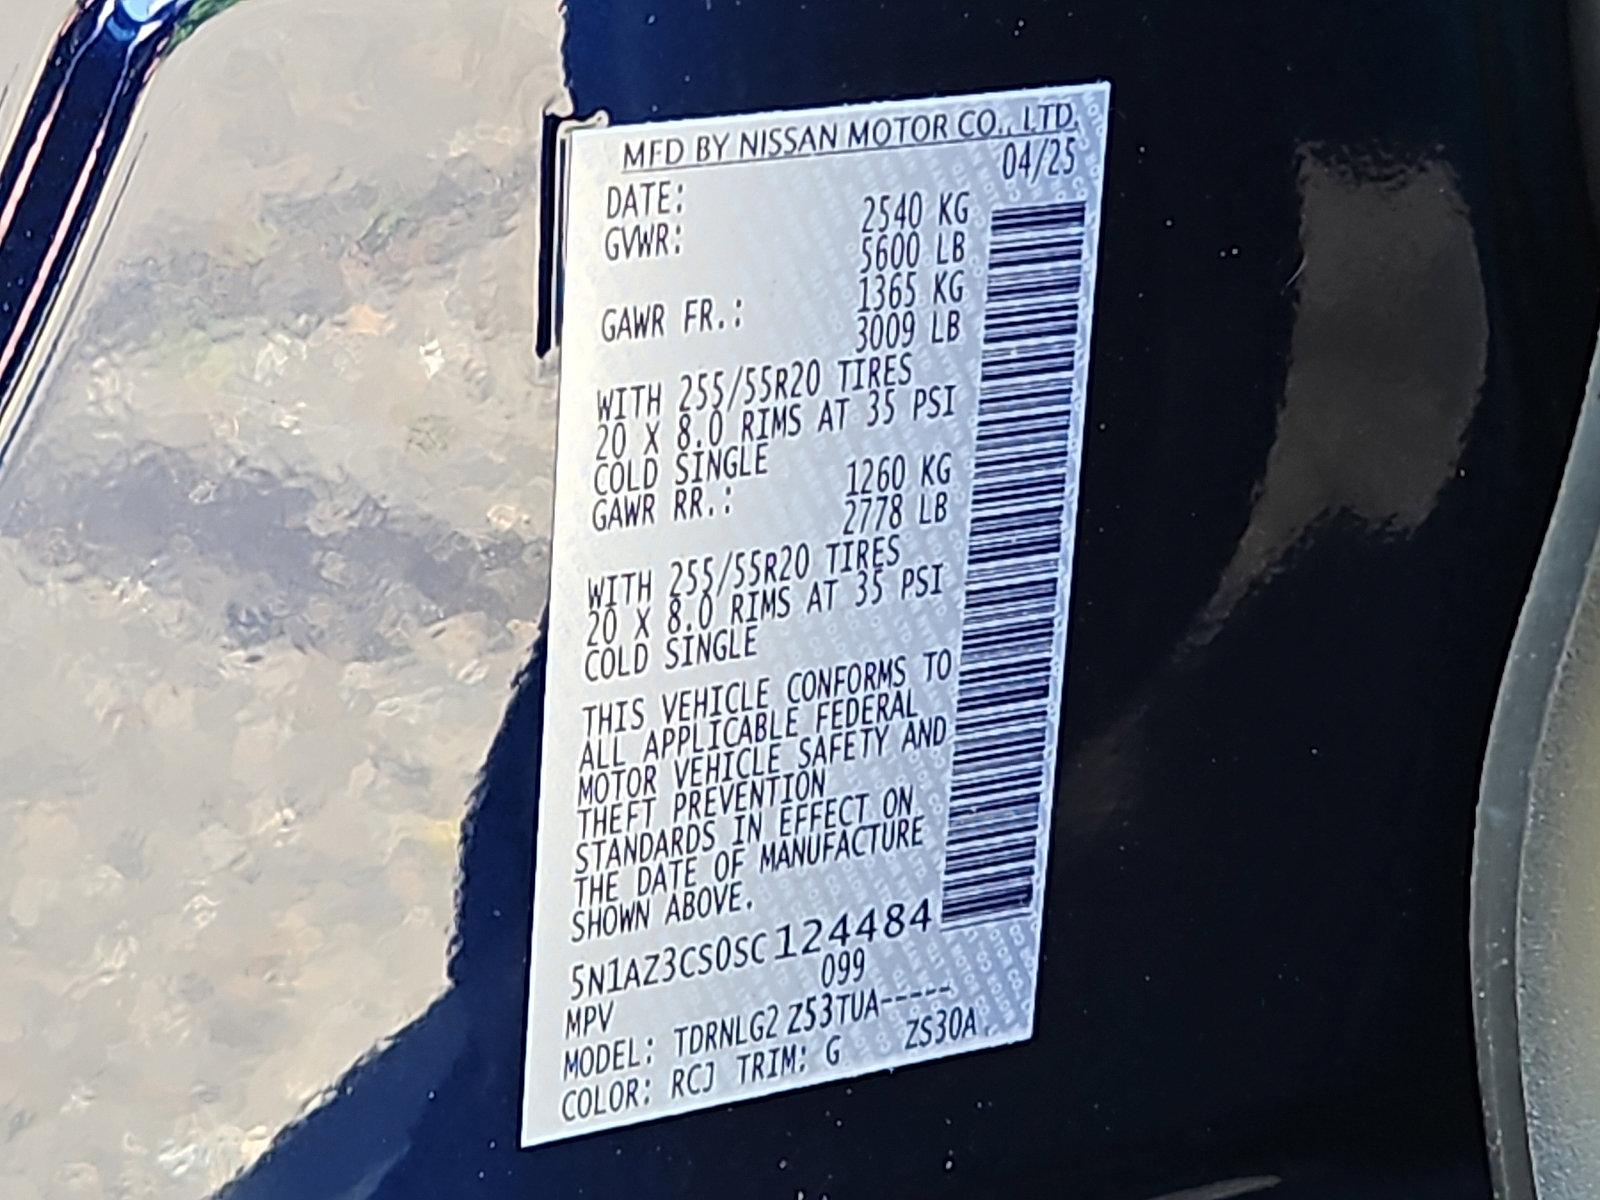 MFD BY NISSAN MOTOR CO., LTD.
DATE: 04/25
GVWR: 2540 KG
5600 LB
GAWR FR.: 1365 KG
3009 LB
WITH 255/55R20 TIRES
20 X 8.0 RIMS AT 35 PSI
COLD SINGLE
GAWR RR.: 1260 KG
2778 LB
WITH 255/55R20 TIRES
20 X 8.0 RIMS AT 35 PSI
COLD SINGLE
THIS VEHICLE CONFORMS TO
ALL APPLICABLE FEDERAL
MOTOR VEHICLE SAFETY AND
THEFT PREVENTION
STANDARDS IN EFFECT ON
THE DATE OF MANUFACTURE
SHOWN ABOVE.
5N1AZ3CS0SC124484
MPV 099
MODEL: TDRNLG2 Z53TUA-----
COLOR: RCJ TRIM: G ZS30A